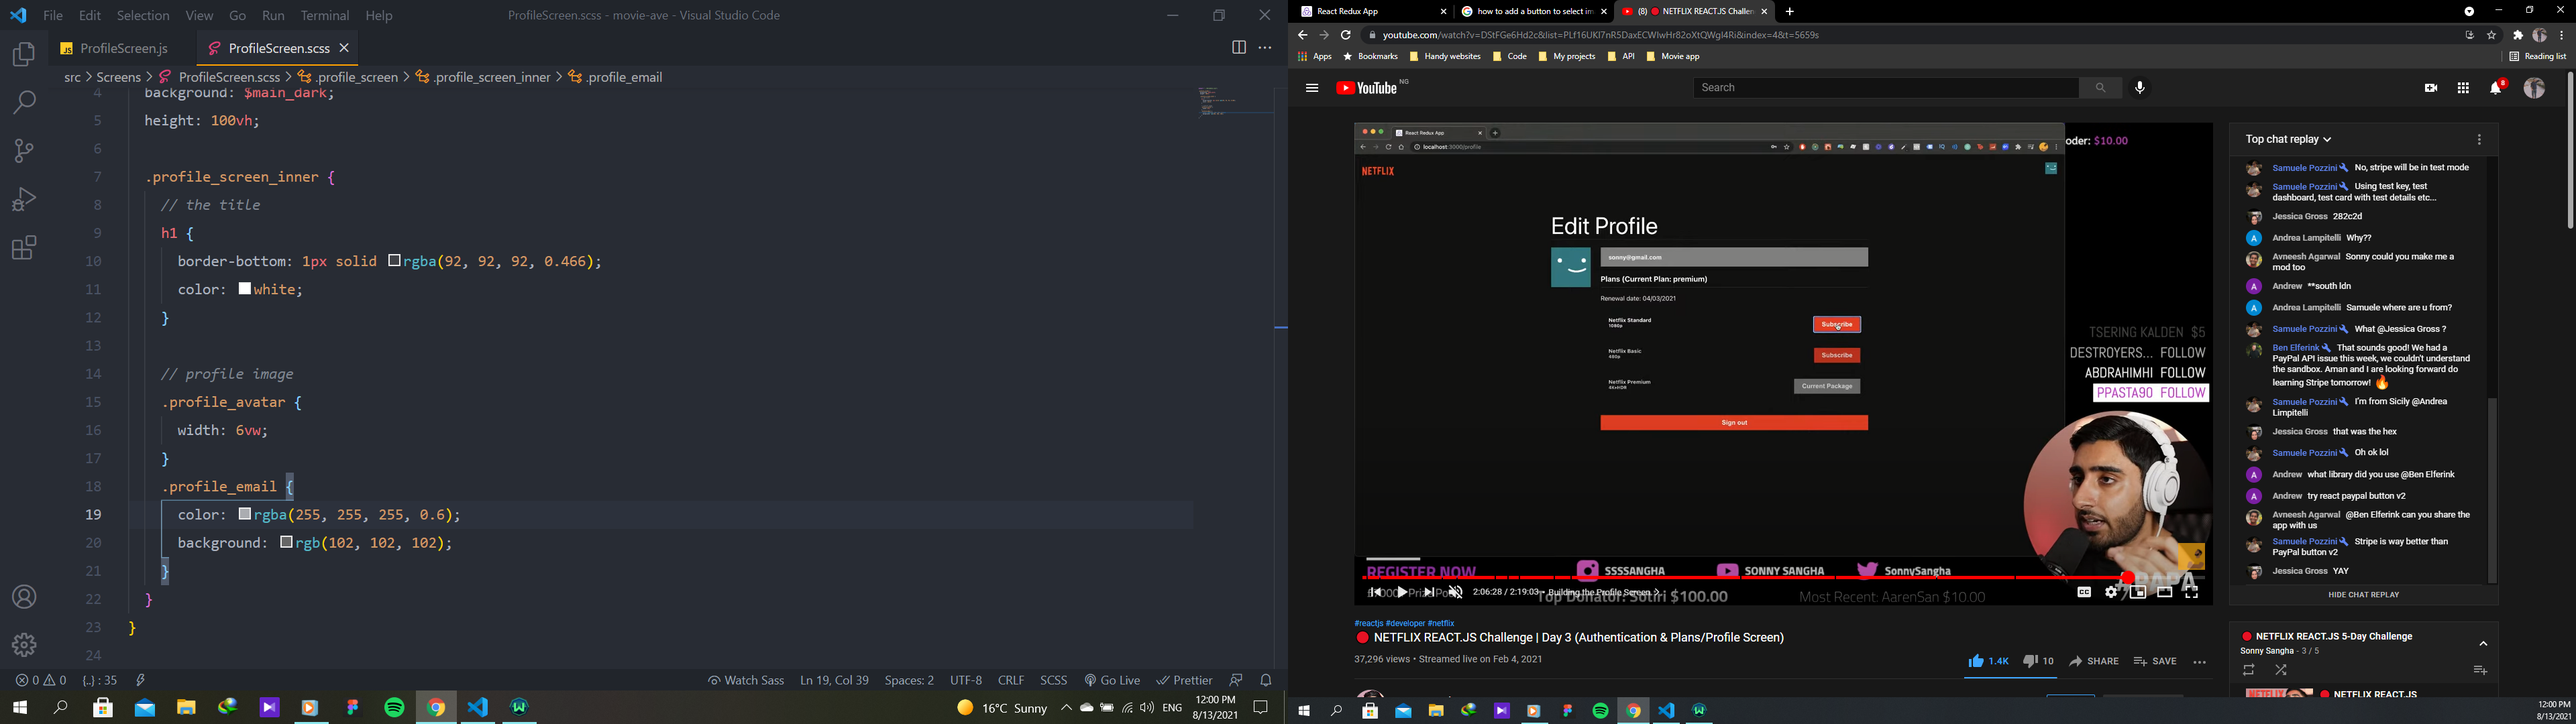 File Edit Selection View Go Run Terminal Help
ProfileScreen.scss - movie-ave - Visual Studio Code
JS ProfileScreen.js
ProfileScreen.scss
src > Screens > ProfileScreen.scss > .profile_screen > .profile_screen_inner > .profile_email
4 background: $main_dark;
5 height: 100vh;
6
7 .profile_screen_inner {
8 // the title
9 h1 {
10 border-bottom: 1px solid rgba(92, 92, 92, 0.466);
11 color: white;
12 }
13
14 // profile image
15 .profile_avatar {
16 width: 6vw;
17 }
18 .profile_email {
19 color: rgba(255, 255, 255, 0.6);
20 background: rgb(102, 102, 102);
21 }
22 }
23 }
24
0 0 {..} : 35
Watch Sass Ln 19, Col 39 Spaces: 2 UTF-8 CRLF SCSS Go Live Prettier
16°C Sunny ENG
12:00 PM
8/13/2021
React Redux App
how to add a button to select im
(8) NETFLIX REACT.JS Challen
youtube.com/watch?v=DStFGe6Hd2c&list=PLf16UKl7nR5DaxECWlwHr82oXtQWgl4Ri&index=4&t=5659s
Apps Bookmarks Handy websites Code My projects API Movie app Reading list
YouTube NG
Search
8
React Redux App
localhost:3000/profile
NETFLIX
Edit Profile
sonny@gmail.com
Plans (Current Plan: premium)
Renewal date: 04/03/2021
Netflix Standard
1080p
Subscribe
Netflix Basic
480p
Subscribe
Netflix Premium
4K+HDR
Current Package
Sign out
oder: $10.00
TSERING KALDEN $5
DESTROYERS... FOLLOW
ABDRAHIMHI FOLLOW
PPASTA90 FOLLOW
REGISTER NOW
SSSSANGHA
SONNY SANGHA
SonnySangha
2:06:28 / 2:19:03 • Building the Profile Screen >
Top Donator: Sotiri $100.00
Most Recent: AarenSan $10.00
#PAPA
CC
#reactjs #developer #netflix
NETFLIX REACT.JS Challenge | Day 3 (Authentication & Plans/Profile Screen)
37,296 views • Streamed live on Feb 4, 2021
1.4K 10 SHARE SAVE
Top chat replay
Samuele Pozzini No, stripe will be in test mode
Samuele Pozzini Using test key, test
dashboard, test card with test details etc...
Jessica Gross 282c2d
Andrea Lampitelli Why??
Avneesh Agarwal Sonny could you make me a
mod too
Andrew **south ldn
Andrea Lampitelli Samuele where are u from?
Samuele Pozzini What @Jessica Gross ?
Ben Elferink That sounds good! We had a
PayPal API issue this week, we couldn't understand
the sandbox. Aman and I are looking forward do
learning Stripe tomorrow!
Samuele Pozzini I'm from Sicily @Andrea
Limpitelli
Jessica Gross that was the hex
Samuele Pozzini Oh ok lol
Andrew what library did you use @Ben Elferink
Andrew try react paypal button v2
Avneesh Agarwal @Ben Elferink can you share the
app with us
Samuele Pozzini Stripe is way better than
PayPal button v2
Jessica Gross YAY
HIDE CHAT REPLAY
NETFLIX REACT.JS 5-Day Challenge
Sonny Sangha - 3 / 5
NETFLIX REACT.JS
12:00 PM
8/13/2021